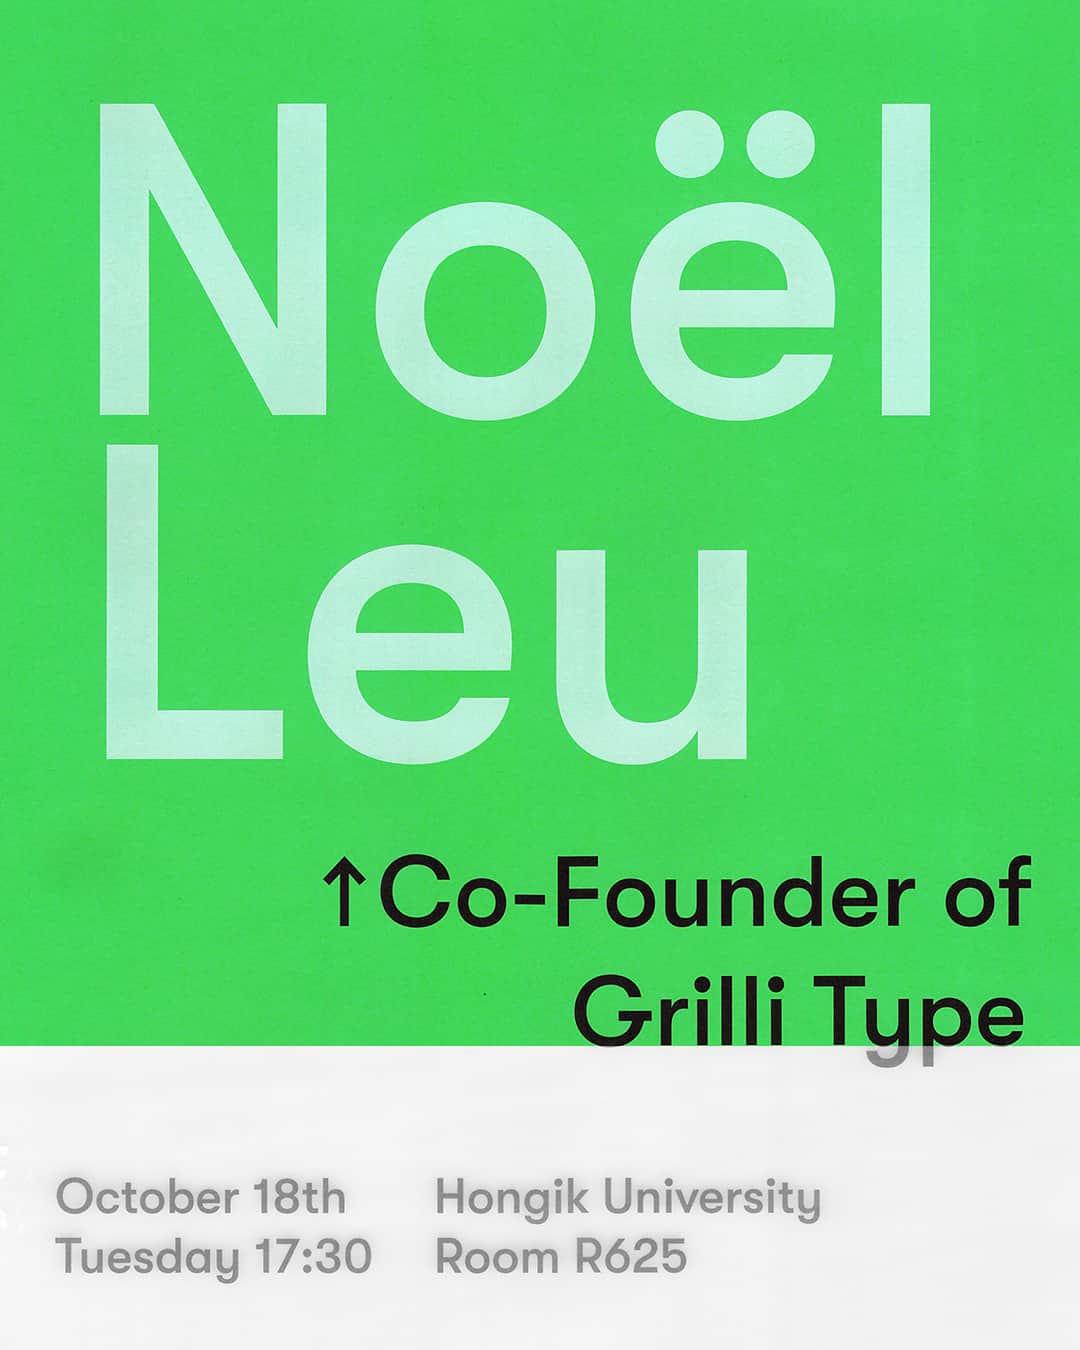 Noël
Leu
↑Co-Founder of
Grilli Type
October 18th
Tuesday 17:30
Hongik University
Room R625